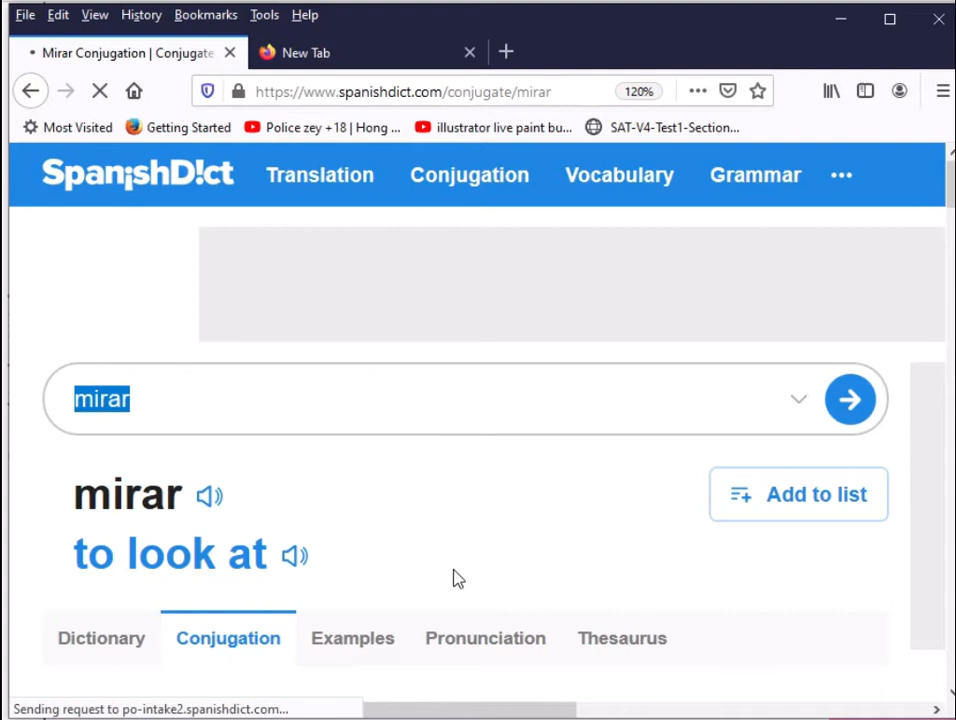 File Edit View History Bookmarks Tools Help
Mirar Conjugation | Conjugate
New Tab
https://www.spanishdict.com/conjugate/mirar 120%
Most Visited Getting Started Police zey +18 | Hong ... illustrator live paint bu... SAT-V4-Test1-Section...
Span¡shD!ct Translation Conjugation Vocabulary Grammar
mirar
mirar
Add to list
to look at
Dictionary Conjugation Examples Pronunciation Thesaurus
Sending request to po-intake2.spanishdict.com...